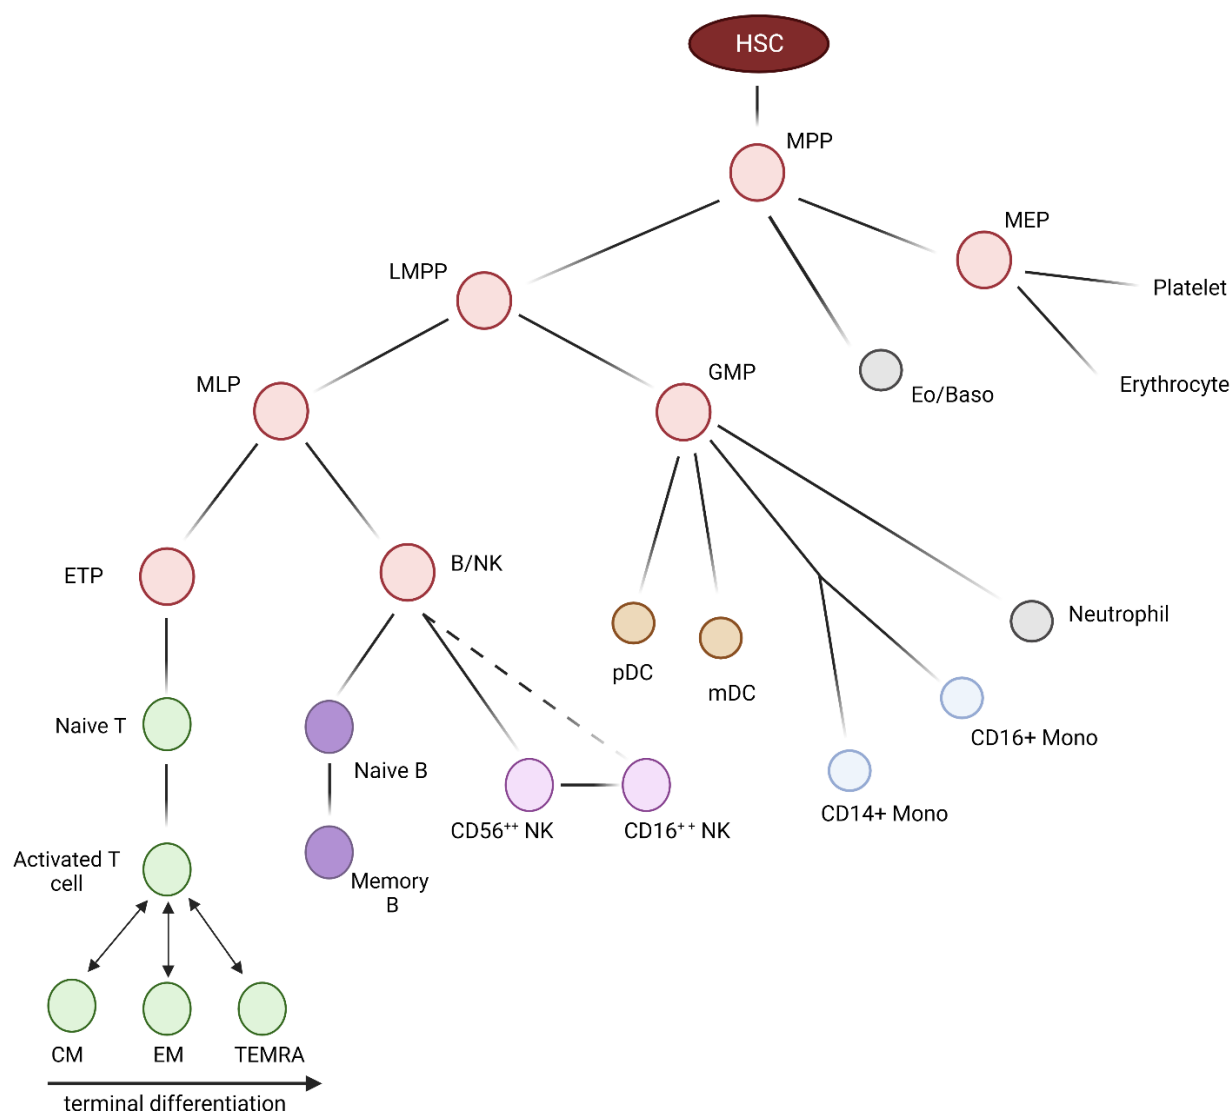 HSC
MPP
MEP
LMPP
Platelet
GMP
MLP
Erythrocyte
Eo/Baso
B/NK
ETP
Neutrophil
pDC
mDC
Naive T
CD16+ Mono
Naive B
CD14+ Mono
CD56⁺⁺ NK
CD16⁺⁺ NK
Activated T
cell
Memory
B
CM
EM
TEMRA
terminal differentiation